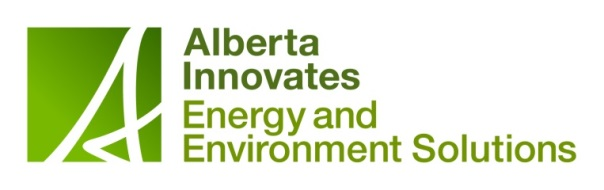 Alberta
Innovates
Energy and
Environment Solutions